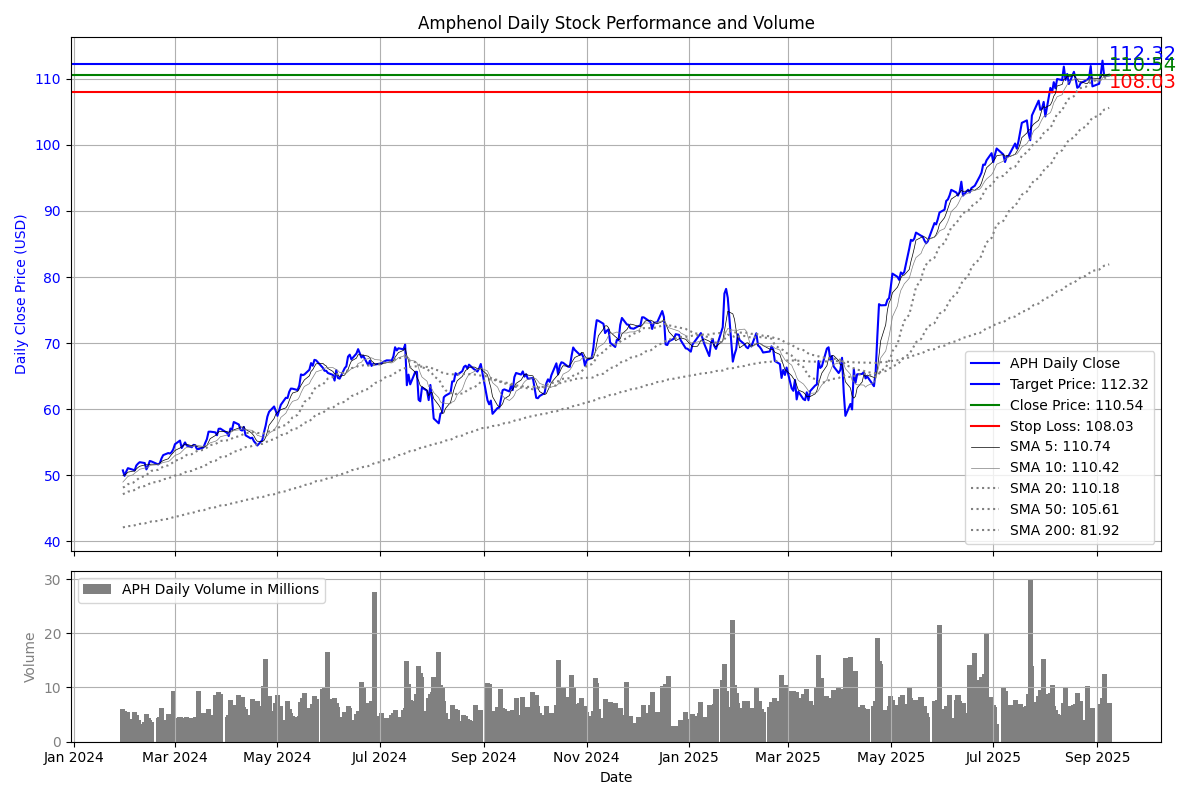 Amphenol Daily Stock Performance and Volume
112.32
110.54
108.03
110
100
90
80
70
60
50
40
Daily Close Price (USD)
APH Daily Close
Target Price: 112.32
Close Price: 110.54
Stop Loss: 108.03
SMA 5: 110.74
SMA 10: 110.42
SMA 20: 110.18
SMA 50: 105.61
SMA 200: 81.92
APH Daily Volume in Millions
30
20
10
0
Volume
Jan 2024 Mar 2024 May 2024 Jul 2024 Sep 2024 Nov 2024 Jan 2025 Mar 2025 May 2025 Jul 2025 Sep 2025
Date